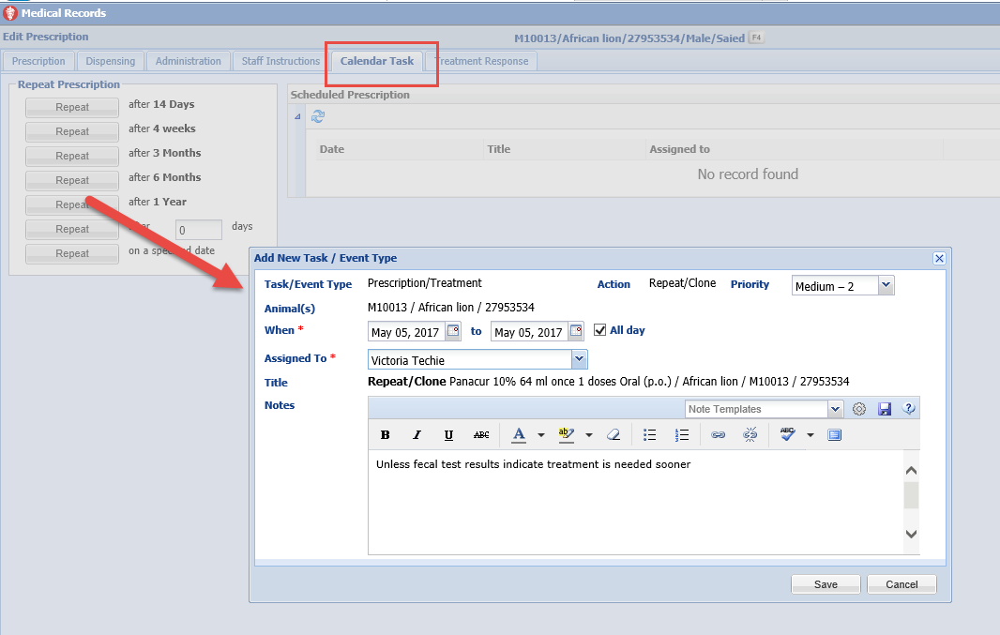 Medical Records
Edit Prescription
M10013/African lion/27953534/Male/Saied F4
Prescription Dispensing Administration Staff Instructions Calendar Task Treatment Response
Repeat Prescription
Repeat after 14 Days
Repeat after 4 weeks
Repeat after 3 Months
Repeat after 6 Months
Repeat after 1 Year
Repeat 0 days
Repeat on a date
Scheduled Prescription
Date Title Assigned to
No record found
Add New Task / Event Type
Task/Event Type Prescription/Treatment Action Repeat/Clone Priority Medium – 2
Animal(s) M10013 / African lion / 27953534
When * May 05, 2017 to May 05, 2017 All day
Assigned To * Victoria Techie
Title Repeat/Clone Panacur 10% 64 ml once 1 doses Oral (p.o.) / African lion / M10013 / 27953534
Notes
Note Templates
B I U ABC A ab ABC
Unless fecal test results indicate treatment is needed sooner
Save Cancel